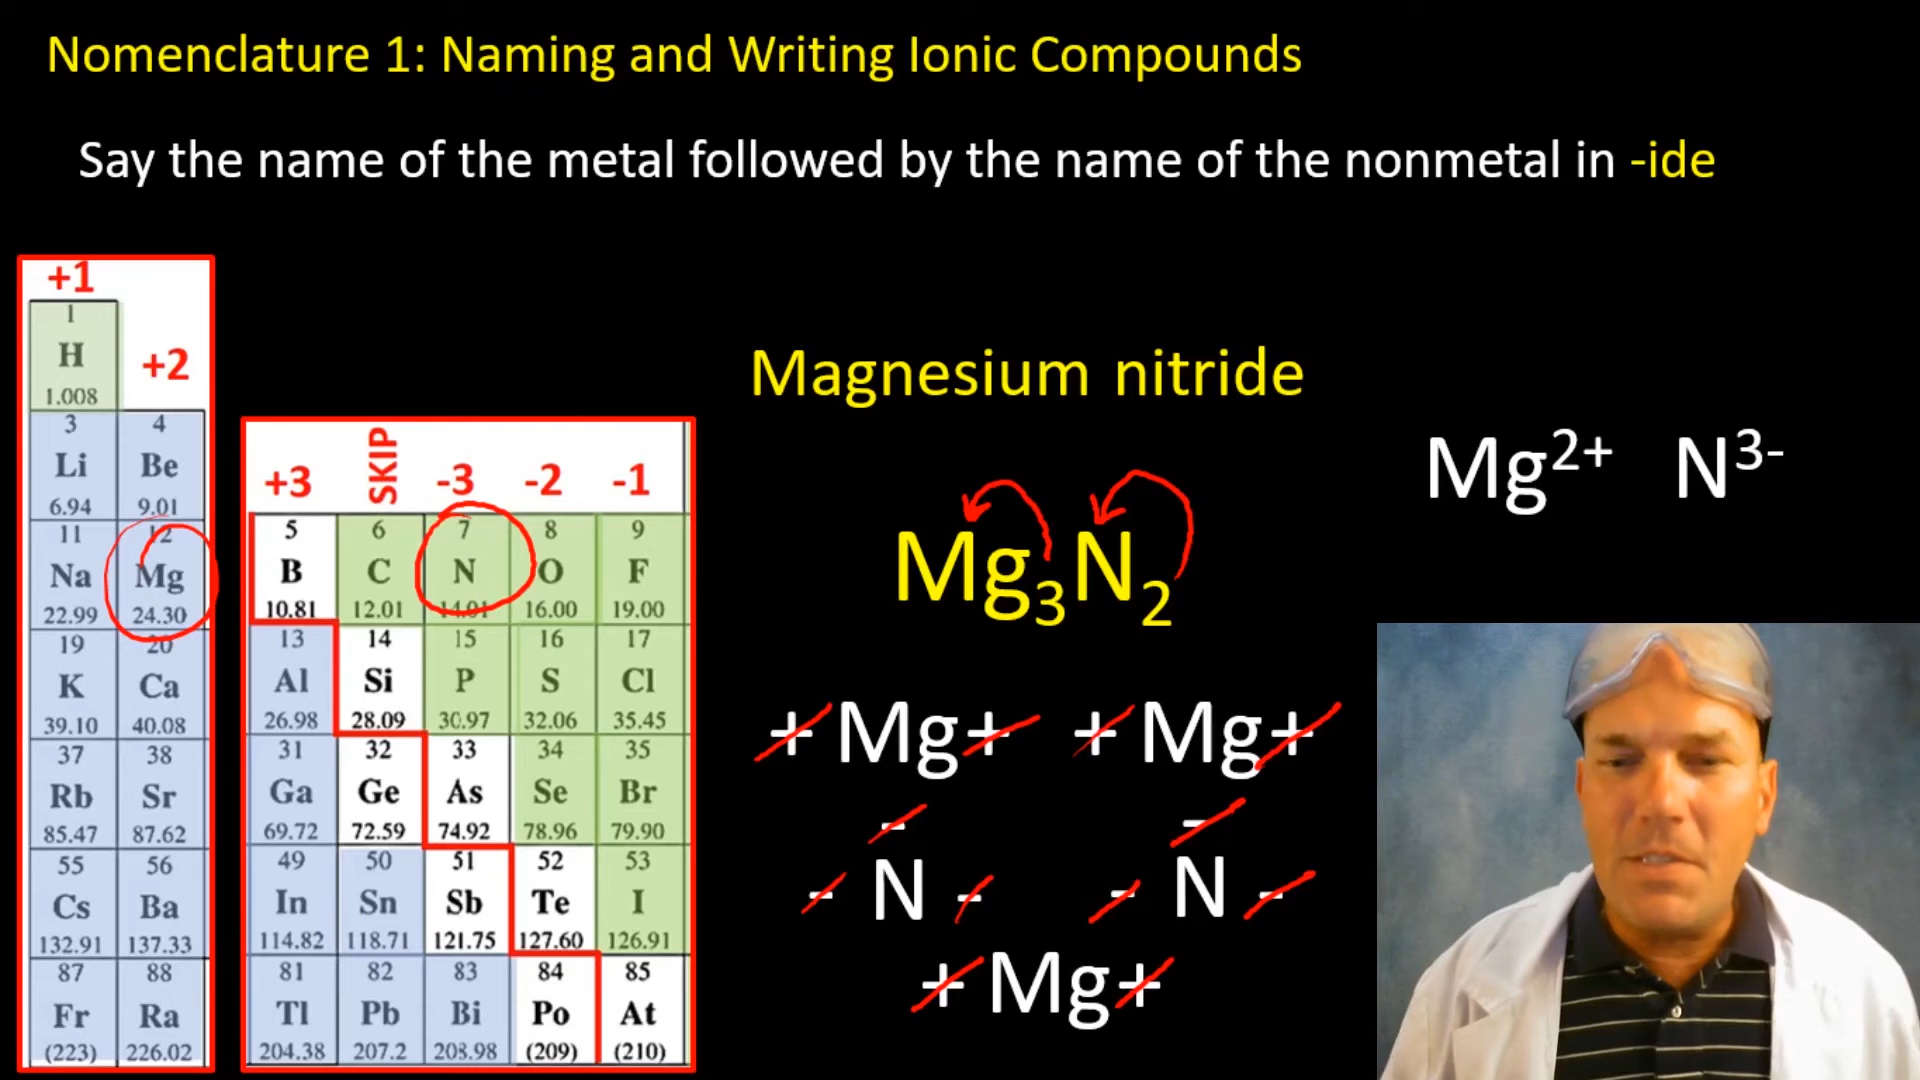 Nomenclature 1: Naming and Writing Ionic Compounds
Say the name of the metal followed by the name of the nonmetal in -ide
+1
1
H
1.008
+2
3 4
Li Be
6.94 9.01
11 12
Na Mg
22.99 24.30
19 20
K Ca
39.10 40.08
37 38
Rb Sr
85.47 87.62
55 56
Cs Ba
132.91 137.33
87 88
Fr Ra
(223) 226.02
+3 SKIP -3 -2 -1
5 6 7 8 9
B C N O F
10.81 12.01 14.01 16.00 19.00
13 14 15 16 17
Al Si P S Cl
26.98 28.09 30.97 32.06 35.45
31 32 33 34 35
Ga Ge As Se Br
69.72 72.59 74.92 78.96 79.90
49 50 51 52 53
In Sn Sb Te I
114.82 118.71 121.75 127.60 126.91
81 82 83 84 85
Tl Pb Bi Po At
204.38 207.2 208.98 (209) (210)
Magnesium nitride
Mg²⁺ N³⁻
Mg₃N₂
+Mg+ +Mg+
- -
- N - - N -
+Mg+